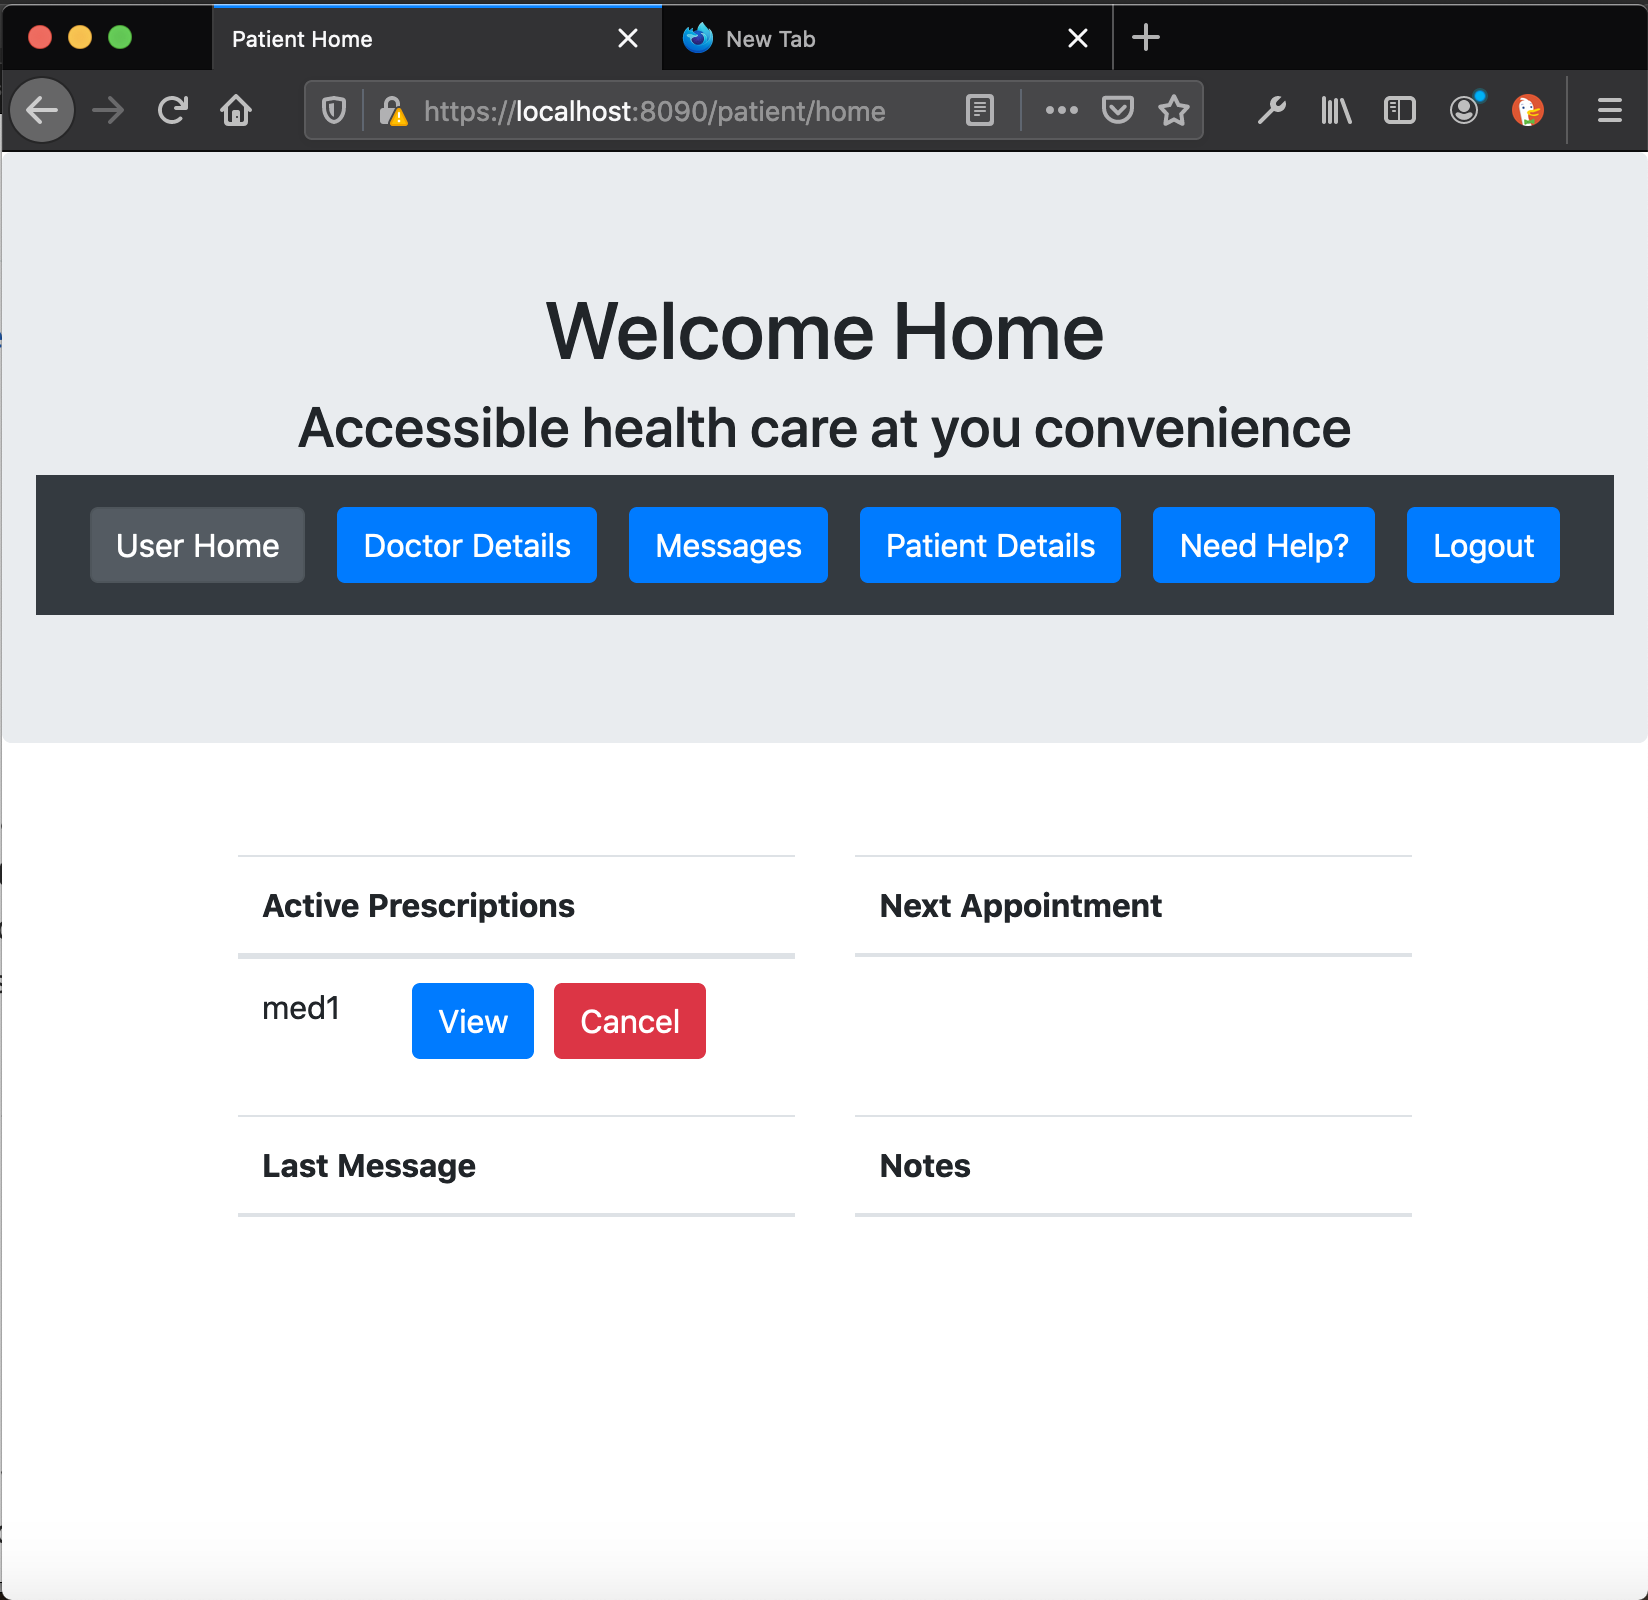 Patient Home
New Tab
https://localhost:8090/patient/home
Welcome Home
Accessible health care at you convenience
User Home Doctor Details Messages Patient Details Need Help? Logout
Active Prescriptions
med1 View Cancel
Next Appointment
Last Message
Notes